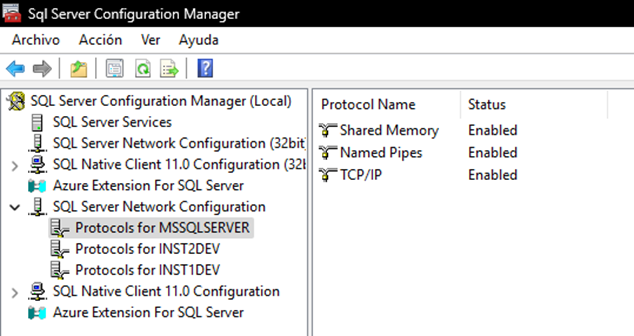 Sql Server Configuration Manager
Archivo Acción Ver Ayuda
SQL Server Configuration Manager (Local)
SQL Server Services
SQL Server Network Configuration (32bit)
SQL Native Client 11.0 Configuration (32b
Azure Extension For SQL Server
SQL Server Network Configuration
Protocols for MSSQLSERVER
Protocols for INST2DEV
Protocols for INST1DEV
SQL Native Client 11.0 Configuration
Azure Extension For SQL Server
Protocol Name Status
Shared Memory Enabled
Named Pipes Enabled
TCP/IP Enabled